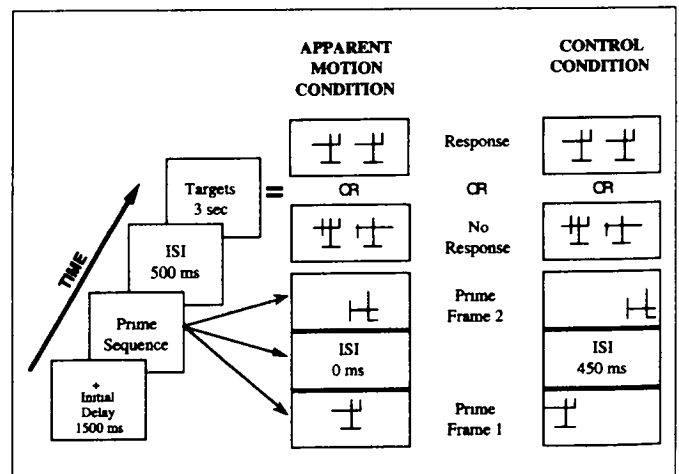 APPARENT
MOTION
CONDITION
CONTROL
CONDITION
Response
OR
OR
OR
No
Response
Targets
3 sec
=
ISI
500 ms
TIME
Prime
Sequence
+
Initial
Delay
1500 ms
Prime
Frame 2
ISI
0 ms
ISI
450 ms
Prime
Frame 1